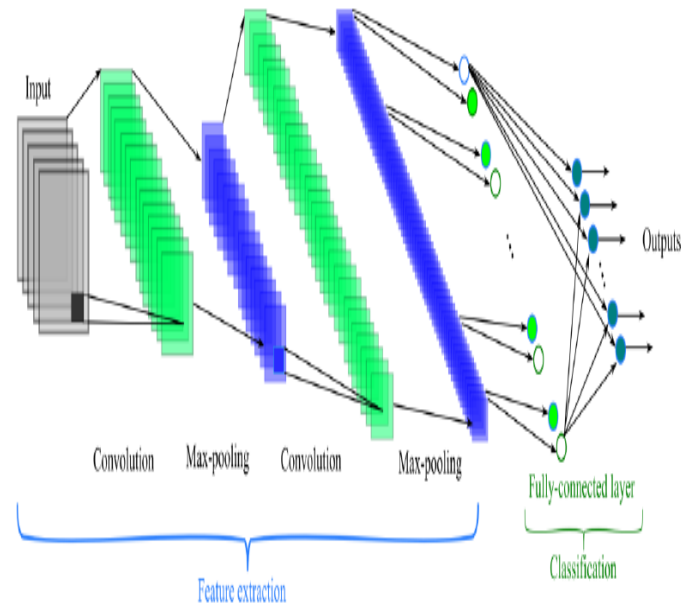 Input
Outputs
Convolution
Max-pooling
Convolution
Max-pooling
Fully-connected layer
Classification
Feature extraction